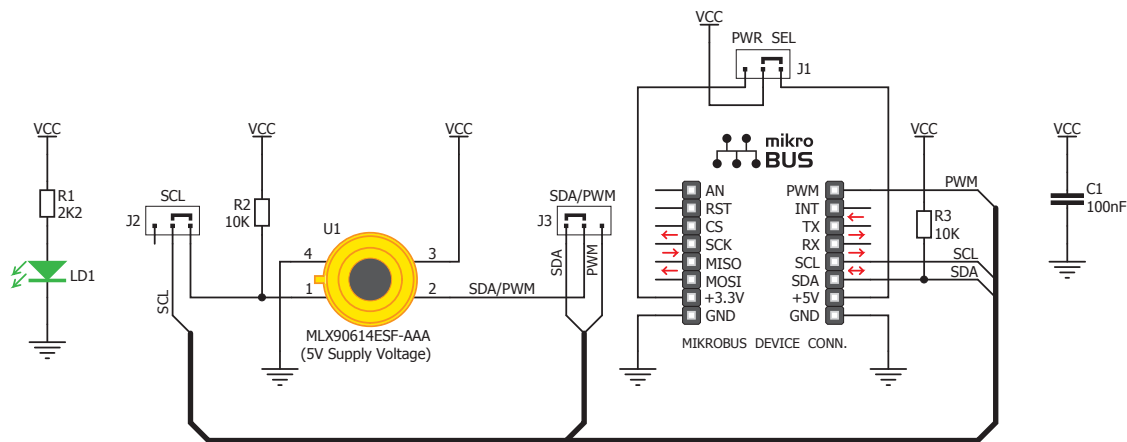 VCC
PWR SEL
J1
VCC
R1
2K2
LD1
SCL
J2
SCL
VCC
R2
10K
U1
4
3
1
2
MLX90614ESF-AAA
(5V Supply Voltage)
VCC
SDA/PWM
SDA/PWM
J3
SDA
PWM
mikro
BUS
AN
RST
CS
SCK
MISO
MOSI
+3.3V
GND
PWM
INT
TX
RX
SCL
SDA
+5V
GND
MIKROBUS DEVICE CONN.
VCC
PWM
R3
10K
SCL
SDA
VCC
C1
100nF